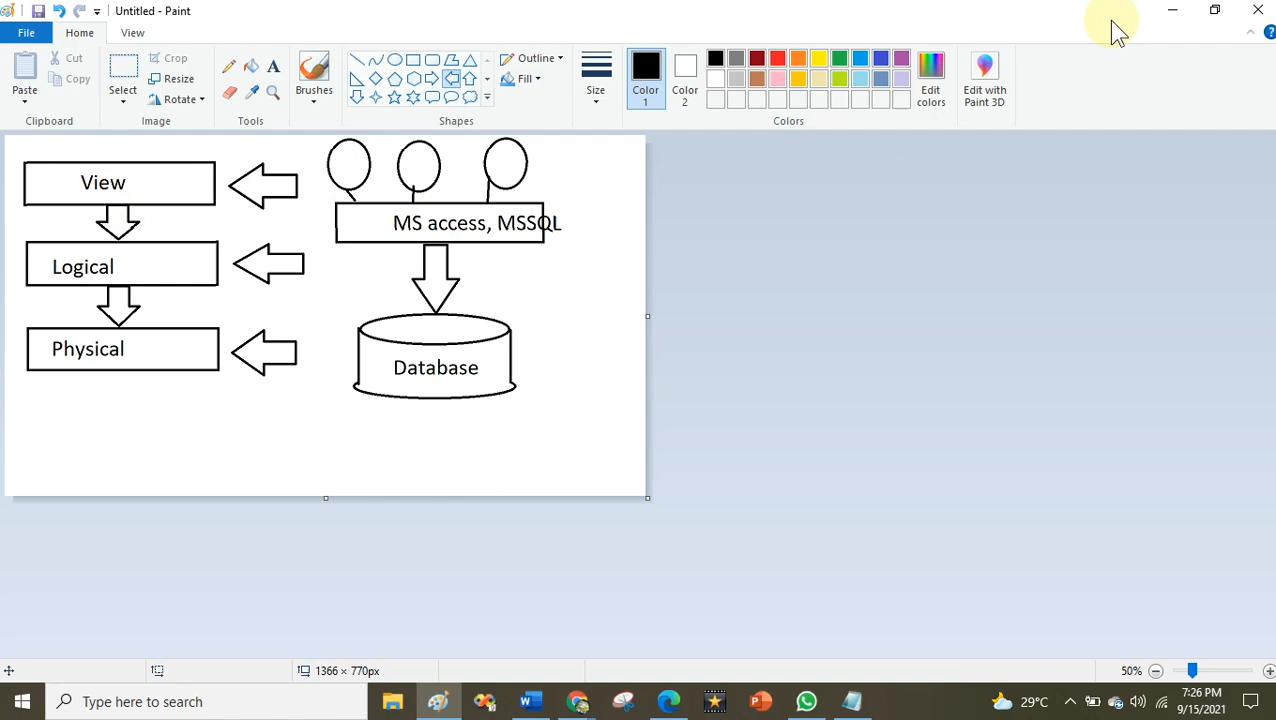 Untitled - Paint
File Home View
Paste
Cut
Copy
Clipboard
Select
Crop
Resize
Rotate
Image
A
Tools
Brushes
Outline
Fill
Shapes
Size
Color 1
Color 2
Colors
Edit colors
Edit with Paint 3D
View
MS access, MSSQL
Logical
Physical
Database
1366 × 770px
50%
Type here to search
29°C
7:26 PM
9/15/2021